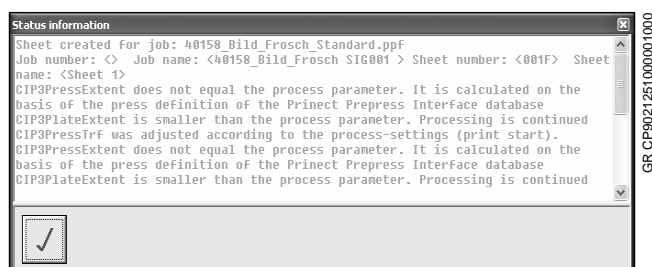 Status information
Sheet created for job: 40158_Bild_Frosch_Standard.ppf
Job number: <>  Job name: <40158_Bild_Frosch SIG001 > Sheet number: <001F>  Sheet
name: <Sheet 1>
CIP3PressExtent does not equal the process parameter. It is calculated on the
basis of the press definition of the Prinect Prepress Interface database
CIP3PlateExtent is smaller than the process parameter. Processing is continued
CIP3PressTrf was adjusted according to the process-settings (print start).
CIP3PressExtent does not equal the process parameter. It is calculated on the
basis of the press definition of the Prinect Prepress Interface database
CIP3PlateExtent is smaller than the process parameter. Processing is continued
GR CP9021251000001000